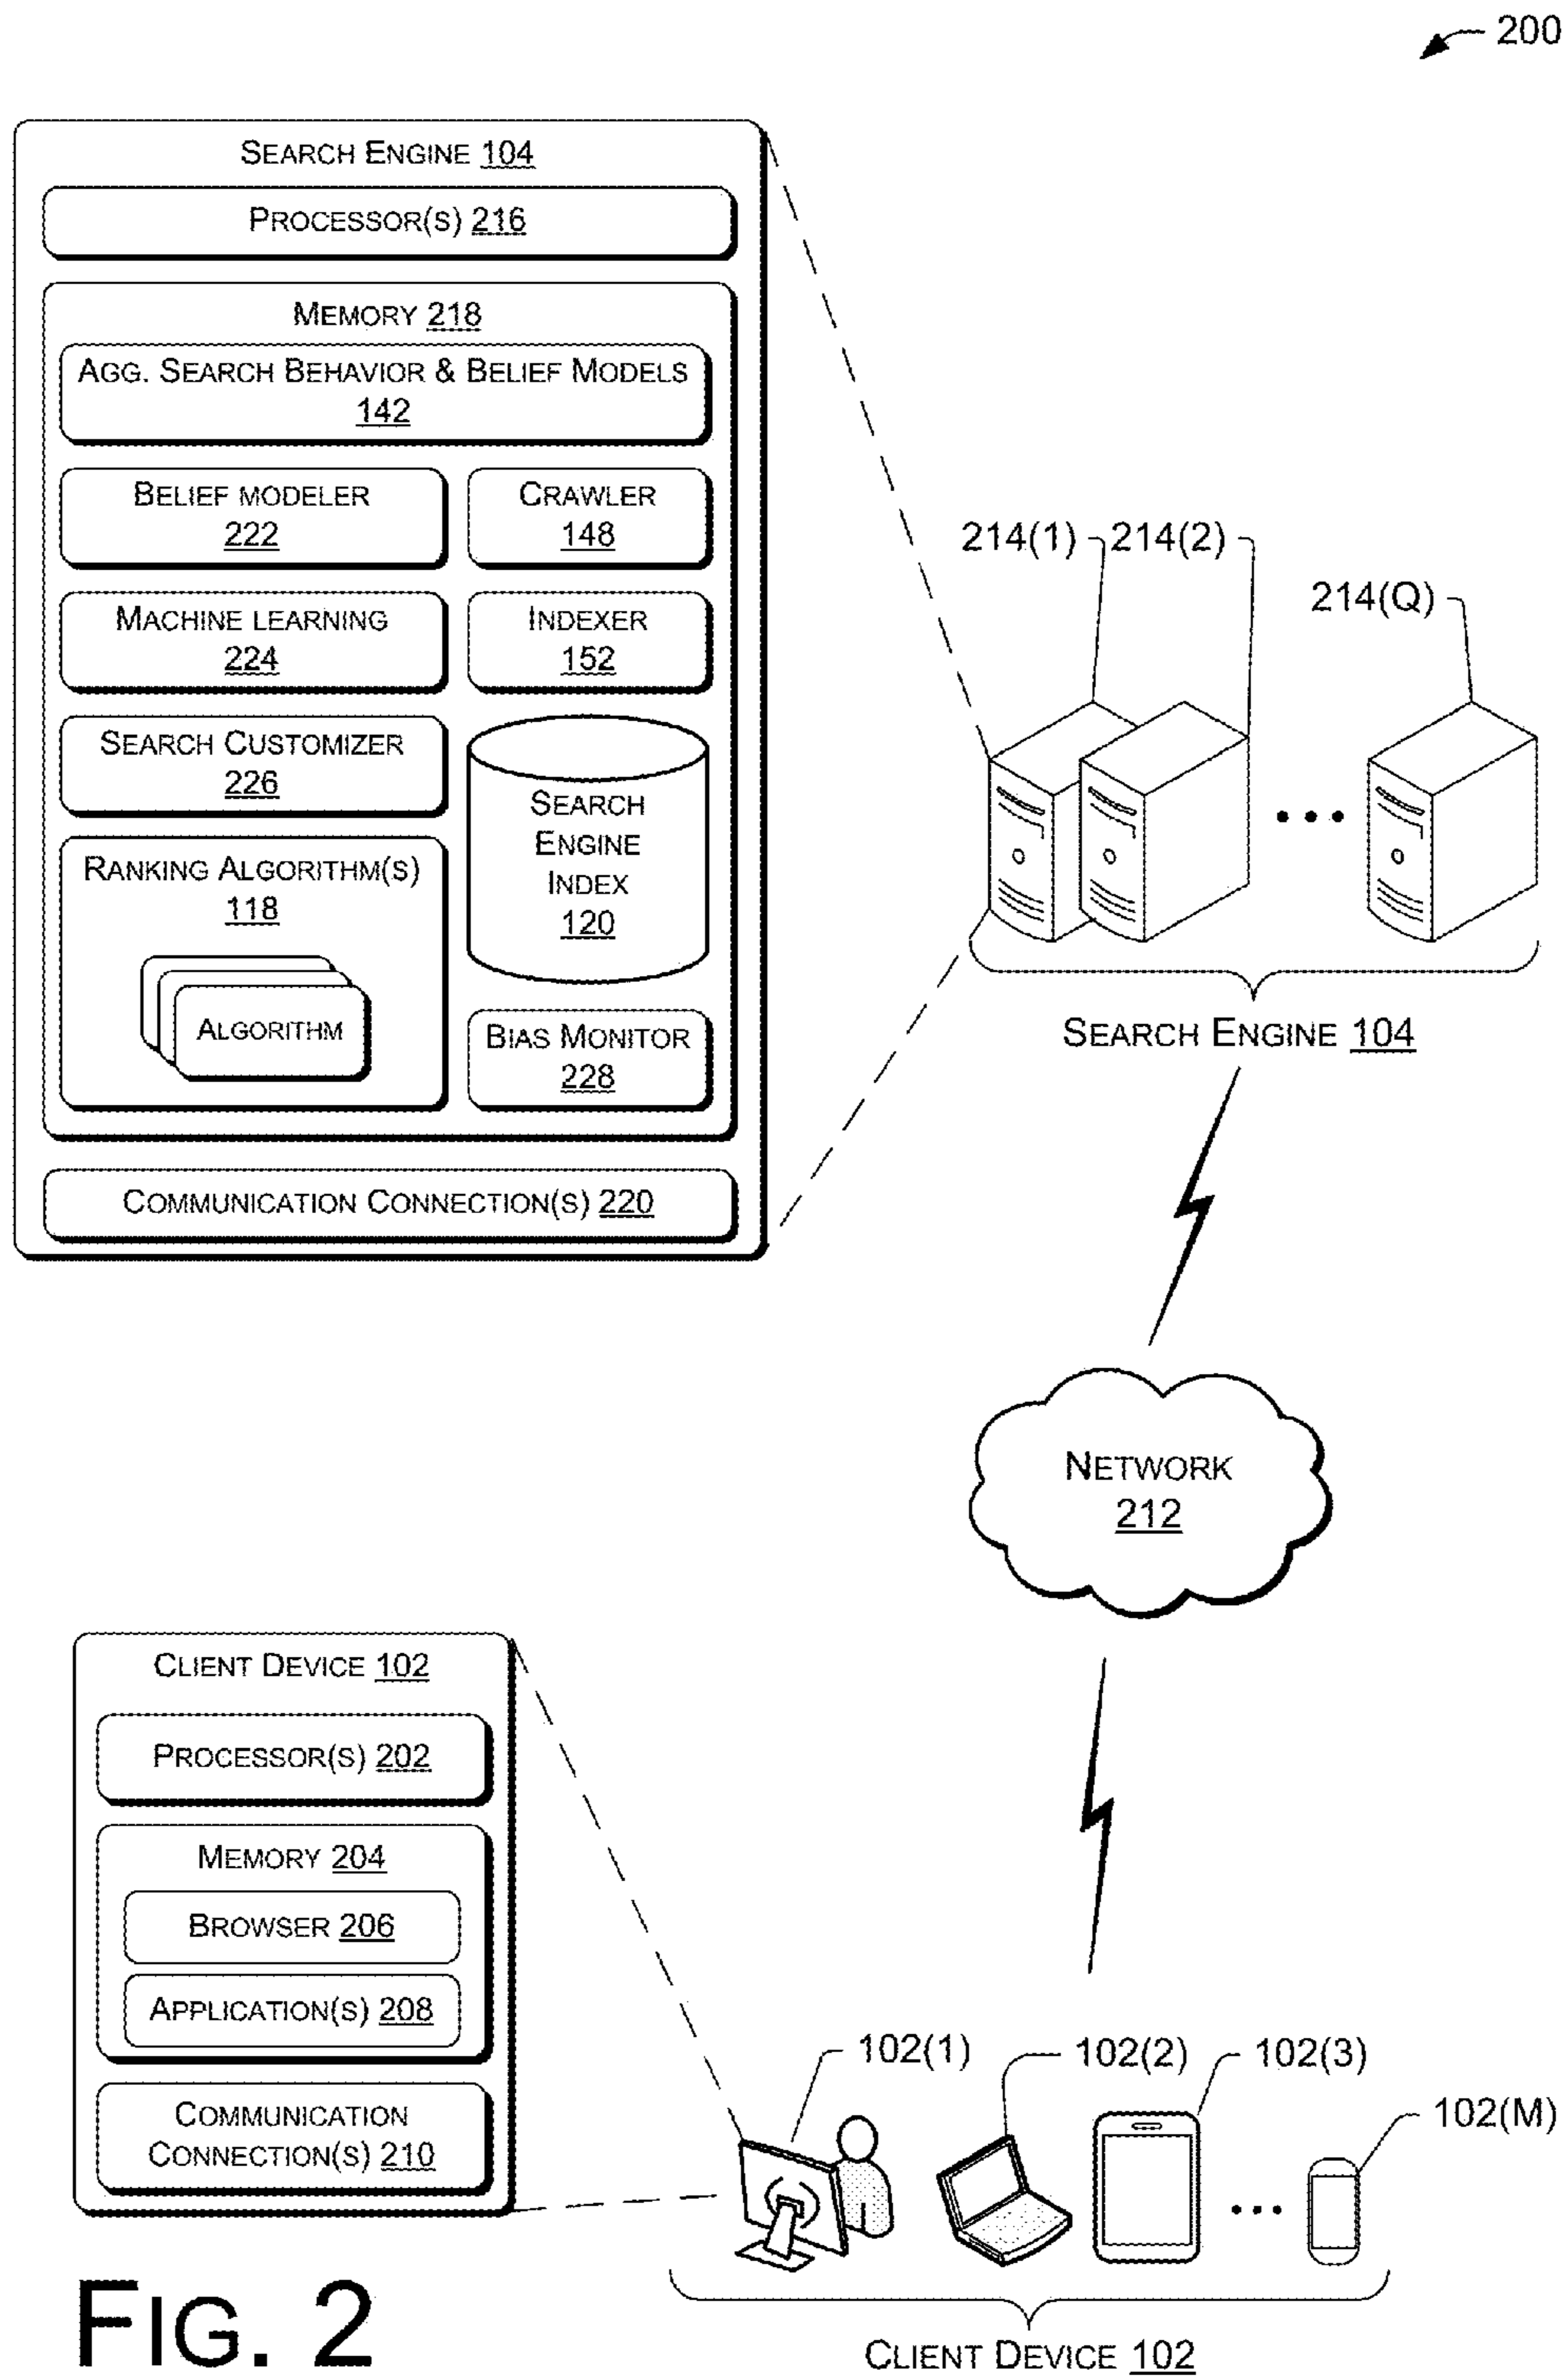 200
SEARCH ENGINE 104
PROCESSOR(S) 216
MEMORY 218
AGG. SEARCH BEHAVIOR & BELIEF MODELS
142
BELIEF MODELER
222
CRAWLER
148
MACHINE LEARNING
224
INDEXER
152
SEARCH CUSTOMIZER
226
SEARCH
ENGINE
INDEX
120
RANKING ALGORITHM(S)
118
ALGORITHM
BIAS MONITOR
228
COMMUNICATION CONNECTION(S) 220
214(1)
214(2)
214(Q)
SEARCH ENGINE 104
NETWORK
212
CLIENT DEVICE 102
PROCESSOR(S) 202
MEMORY 204
BROWSER 206
APPLICATION(S) 208
COMMUNICATION
CONNECTION(S) 210
102(1)
102(2)
102(3)
102(M)
CLIENT DEVICE 102
FIG. 2